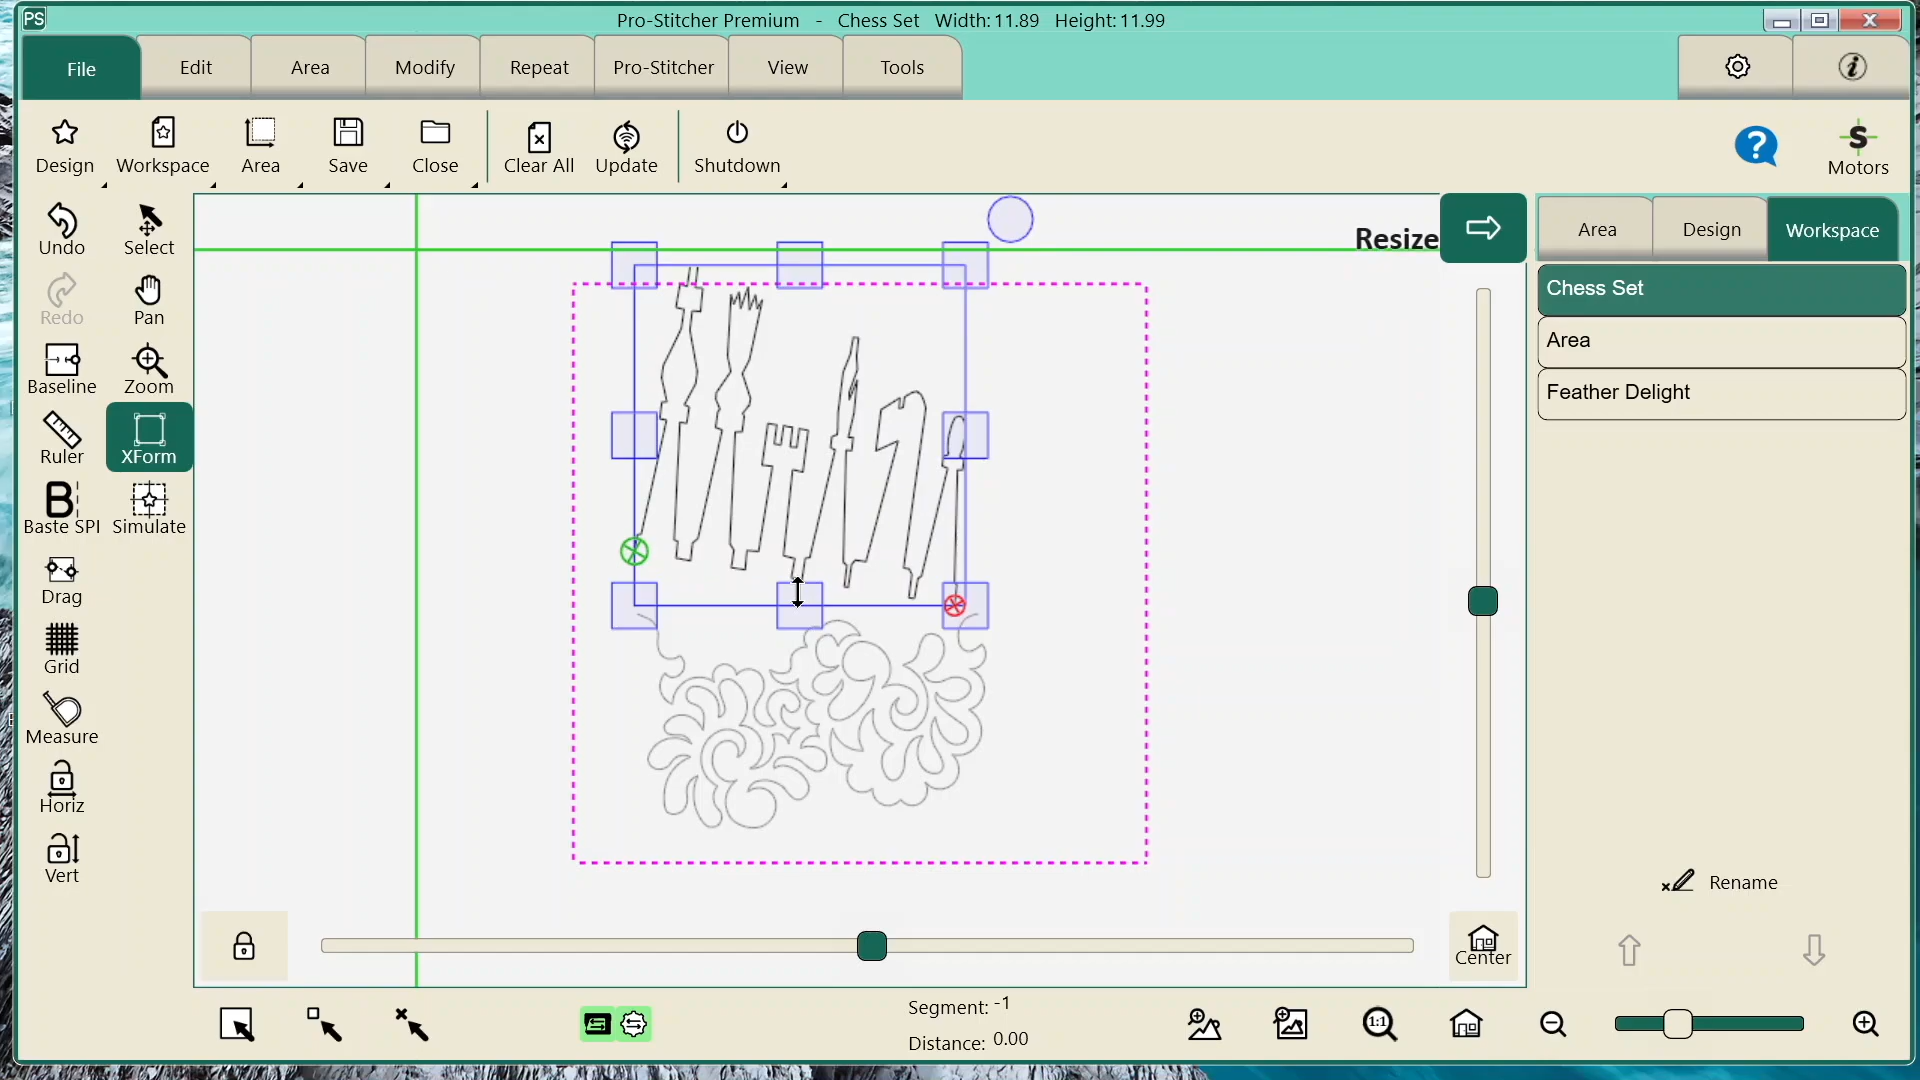 PS Pro-Stitcher Premium - Chess Set Width: 11.89 Height: 11.99
File Edit Area Modify Repeat Pro-Stitcher View Tools
Design Workspace Area Save Close Clear All Update Shutdown ? S Motors
Undo Select
Redo Pan
Baseline Zoom
Ruler XForm
B
Baste SPI Simulate
Drag
Grid
Measure
Horiz
Vert
Resize
Area Design Workspace
Chess Set
Area
Feather Delight
Rename
Center
Segment: -1
Distance: 0.00
1:1